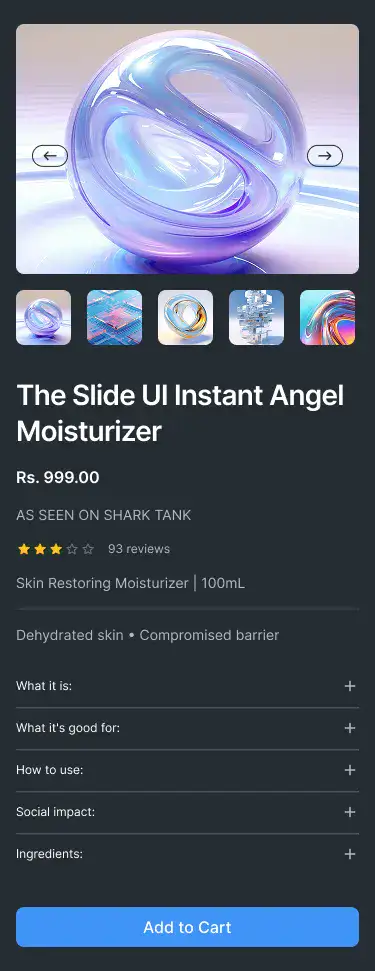 The Slide UI Instant Angel
Moisturizer
Rs. 999.00
AS SEEN ON SHARK TANK
93 reviews
Skin Restoring Moisturizer | 100mL
Dehydrated skin • Compromised barrier
What it is:
What it's good for:
How to use:
Social impact:
Ingredients:
Add to Cart